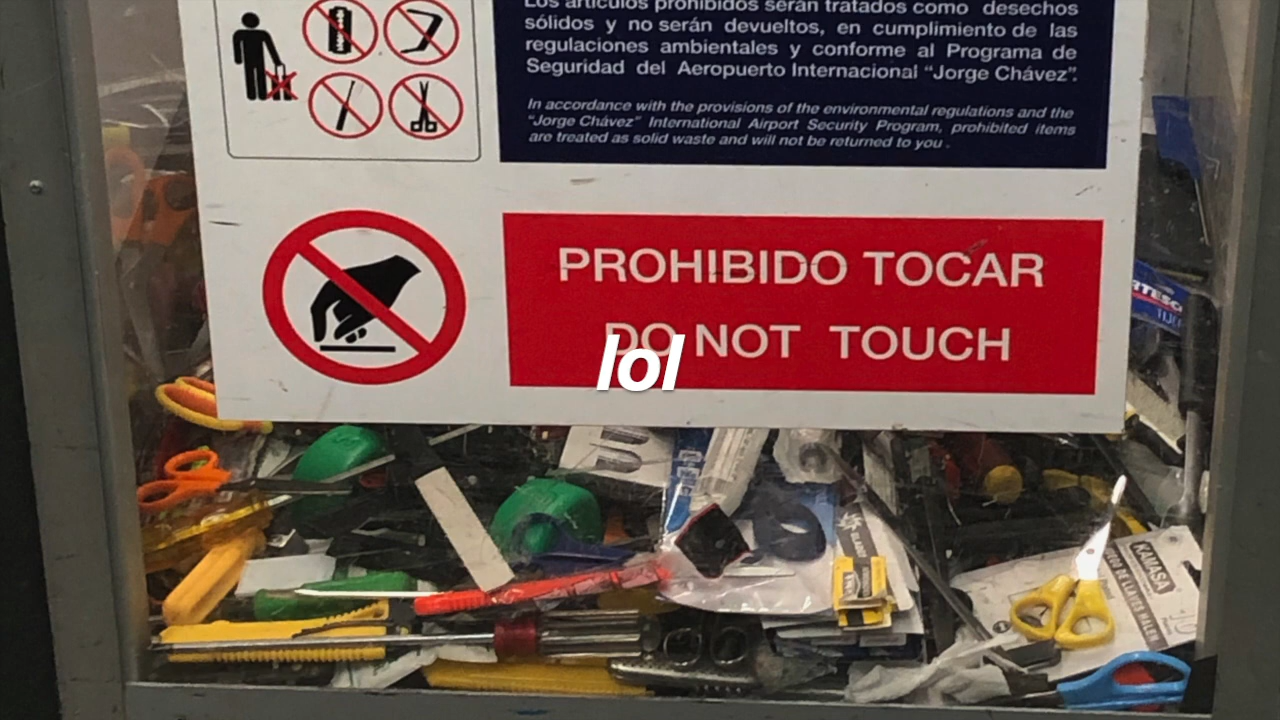 Los artículos prohibidos serán tratados como desechos
sólidos y no serán devueltos, en cumplimiento de las
regulaciones ambientales y conforme al Programa de
Seguridad del Aeropuerto Internacional “Jorge Chávez”.
In accordance with the provisions of the environmental regulations and the
“Jorge Chávez” International Airport Security Program, prohibited items
are treated as solid waste and will not be returned to you .
PROHIBIDO TOCAR
DO NOT TOUCH
lol
KAMASA